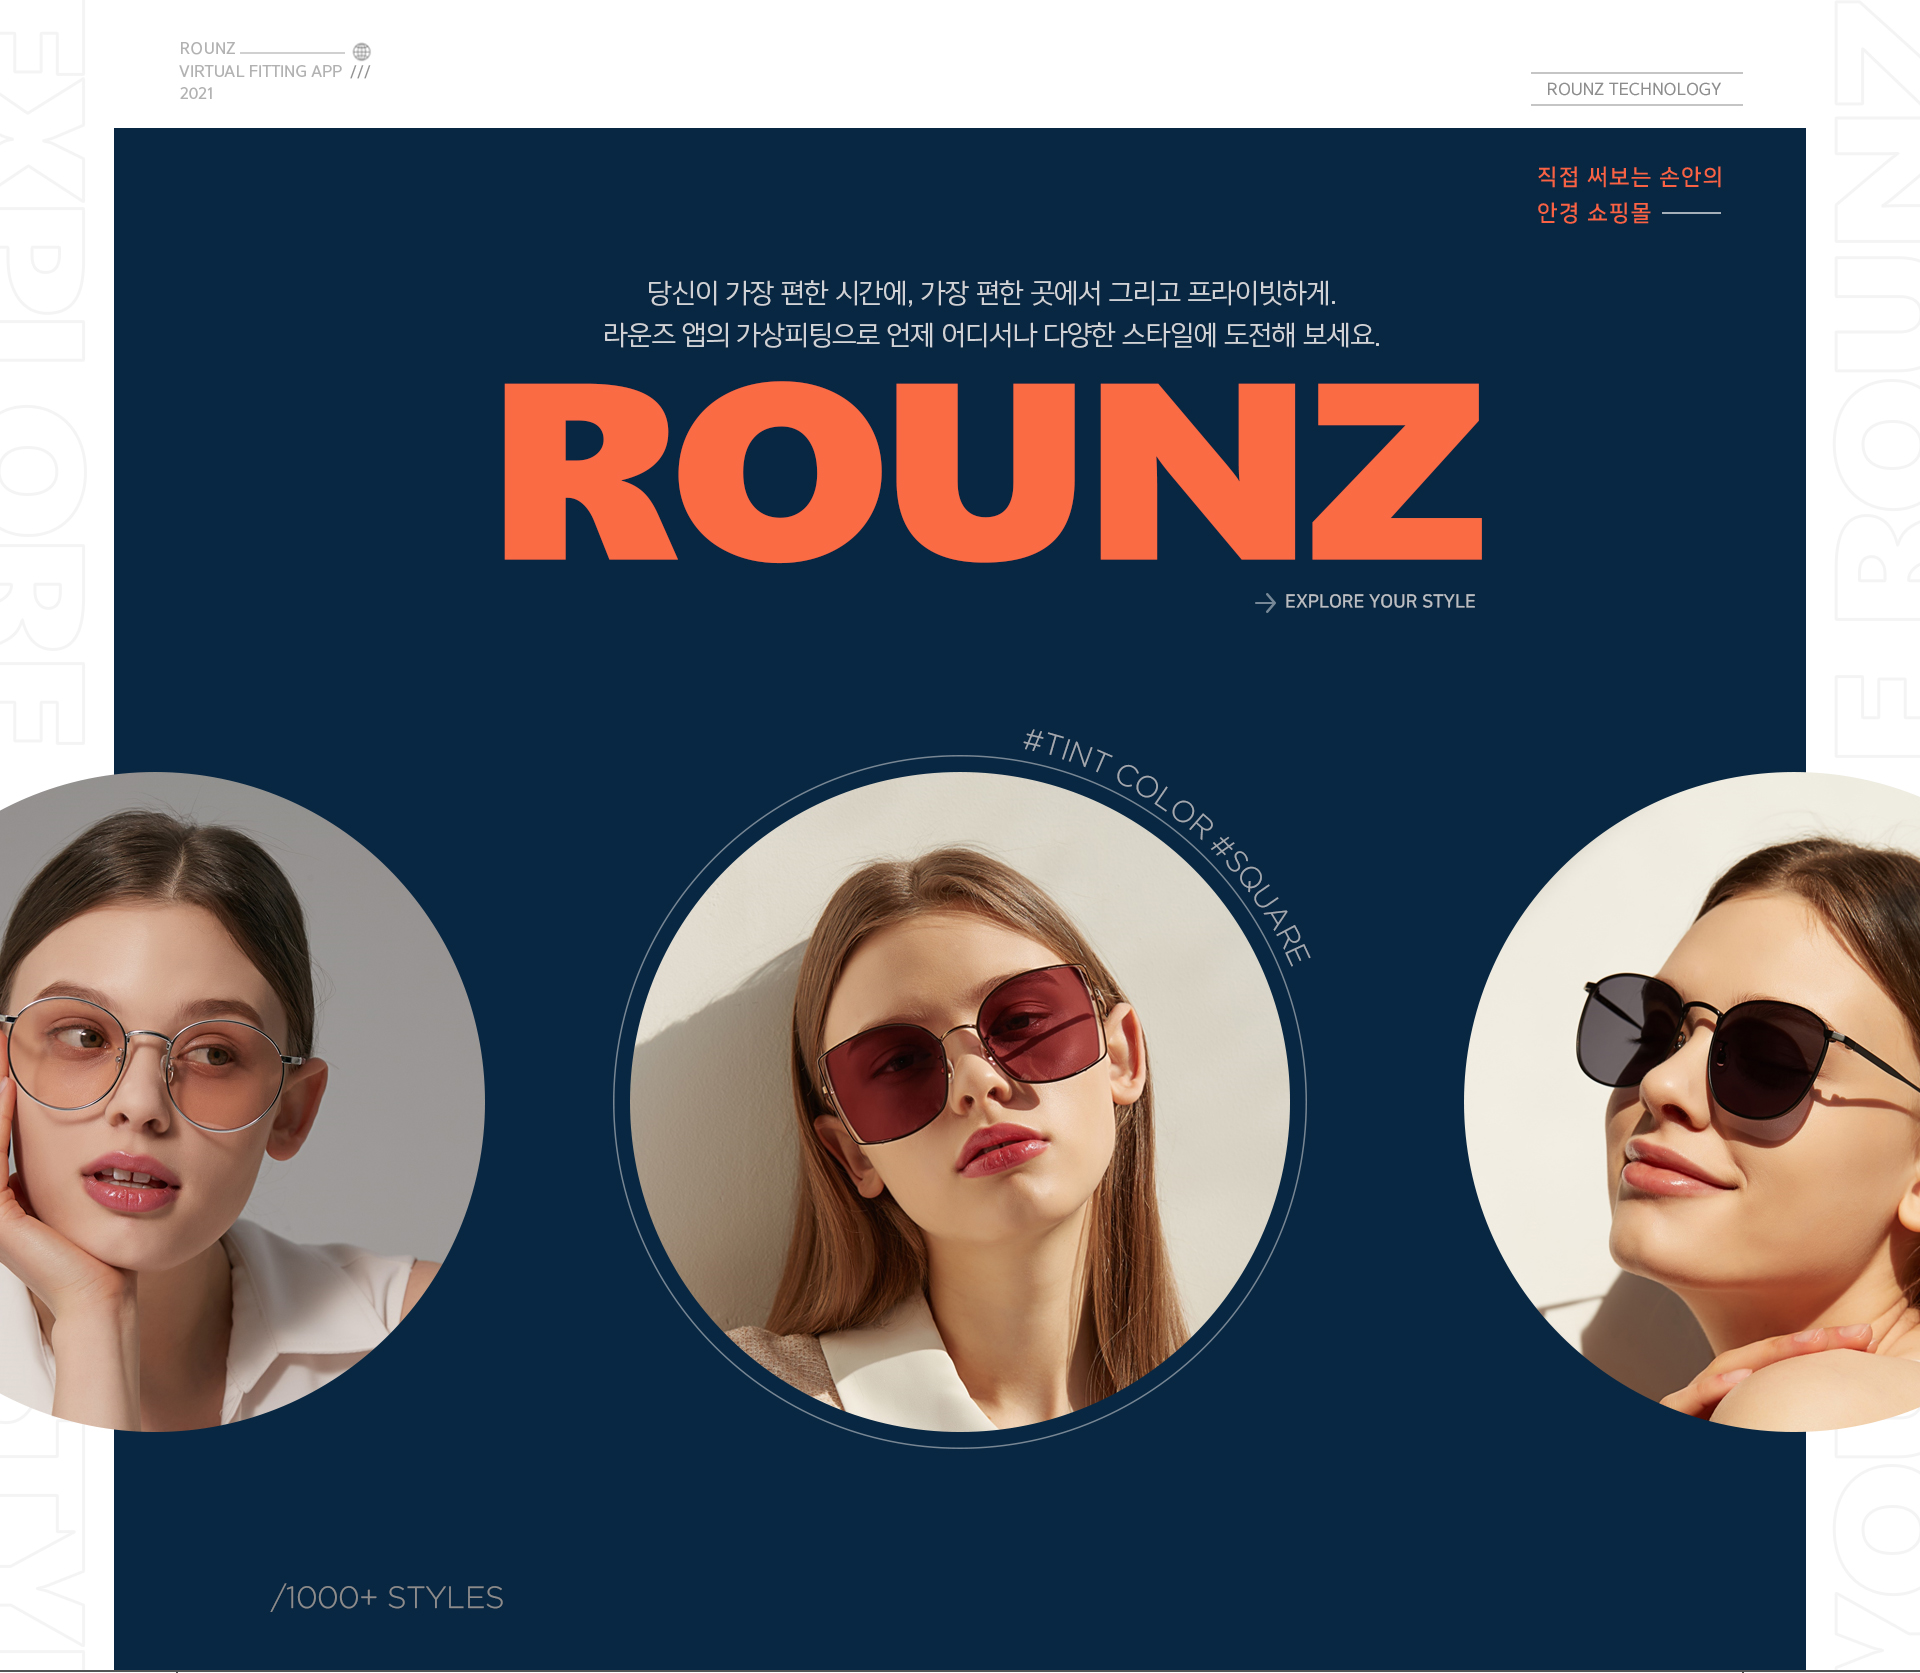 ROUNZ
VIRTUAL FITTING APP ///
2021
ROUNZ TECHNOLOGY
직접 써보는 손안의
안경 쇼핑몰
당신이 가장 편한 시간에, 가장 편한 곳에서 그리고 프라이빗하게.
라운즈 앱의 가상피팅으로 언제 어디서나 다양한 스타일에 도전해 보세요.
ROUNZ
EXPLORE YOUR STYLE
#TINT COLOR #SQUARE
/1000+ STYLES
EXPLORE